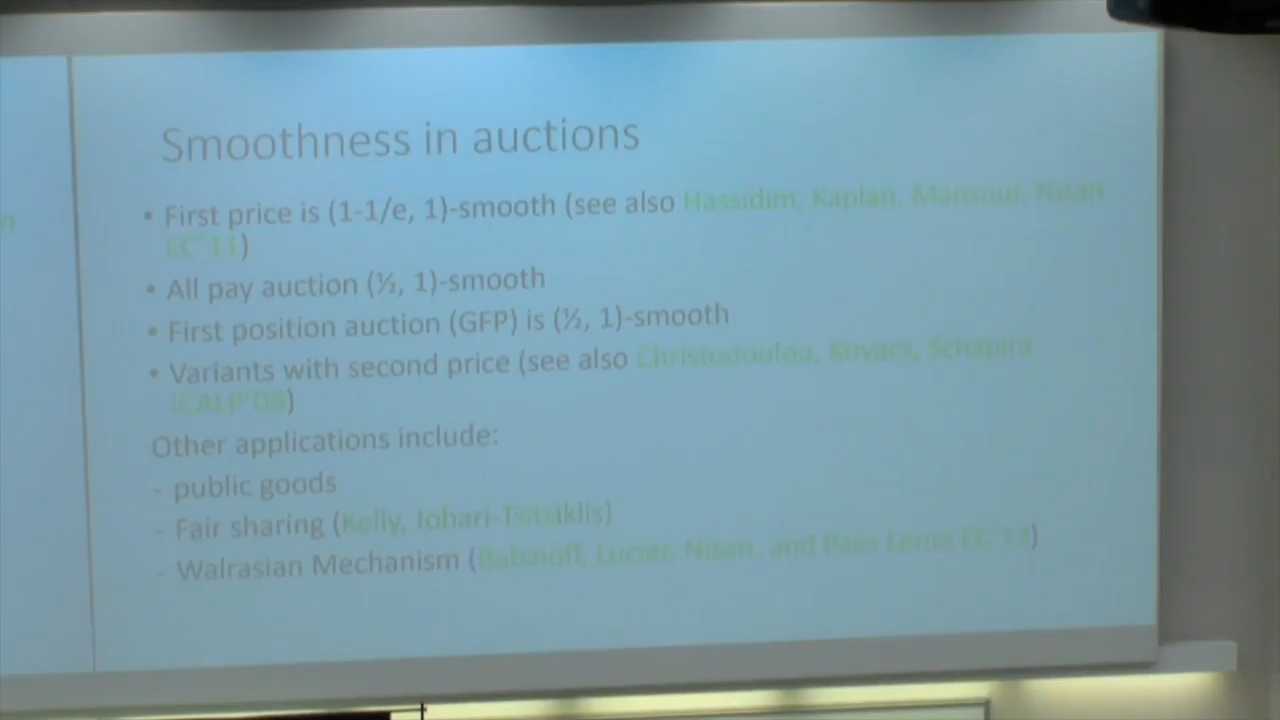 Smoothness in auctions
• First price is (1-1/e, 1)-smooth (see also Hassidim, Kaplan, Mansour, Nisan
EC'11)
• All pay auction (½, 1)-smooth
• First position auction (GFP) is (½, 1)-smooth
• Variants with second price (see also Christodoulou, Kovacs, Schapira
ICALP'08)
Other applications include:
- public goods
- Fair sharing (Kelly, Johari-Tsitsiklis)
- Walrasian Mechanism (Babaioff, Lucier, Nisan, and Paes Leme EC'13)